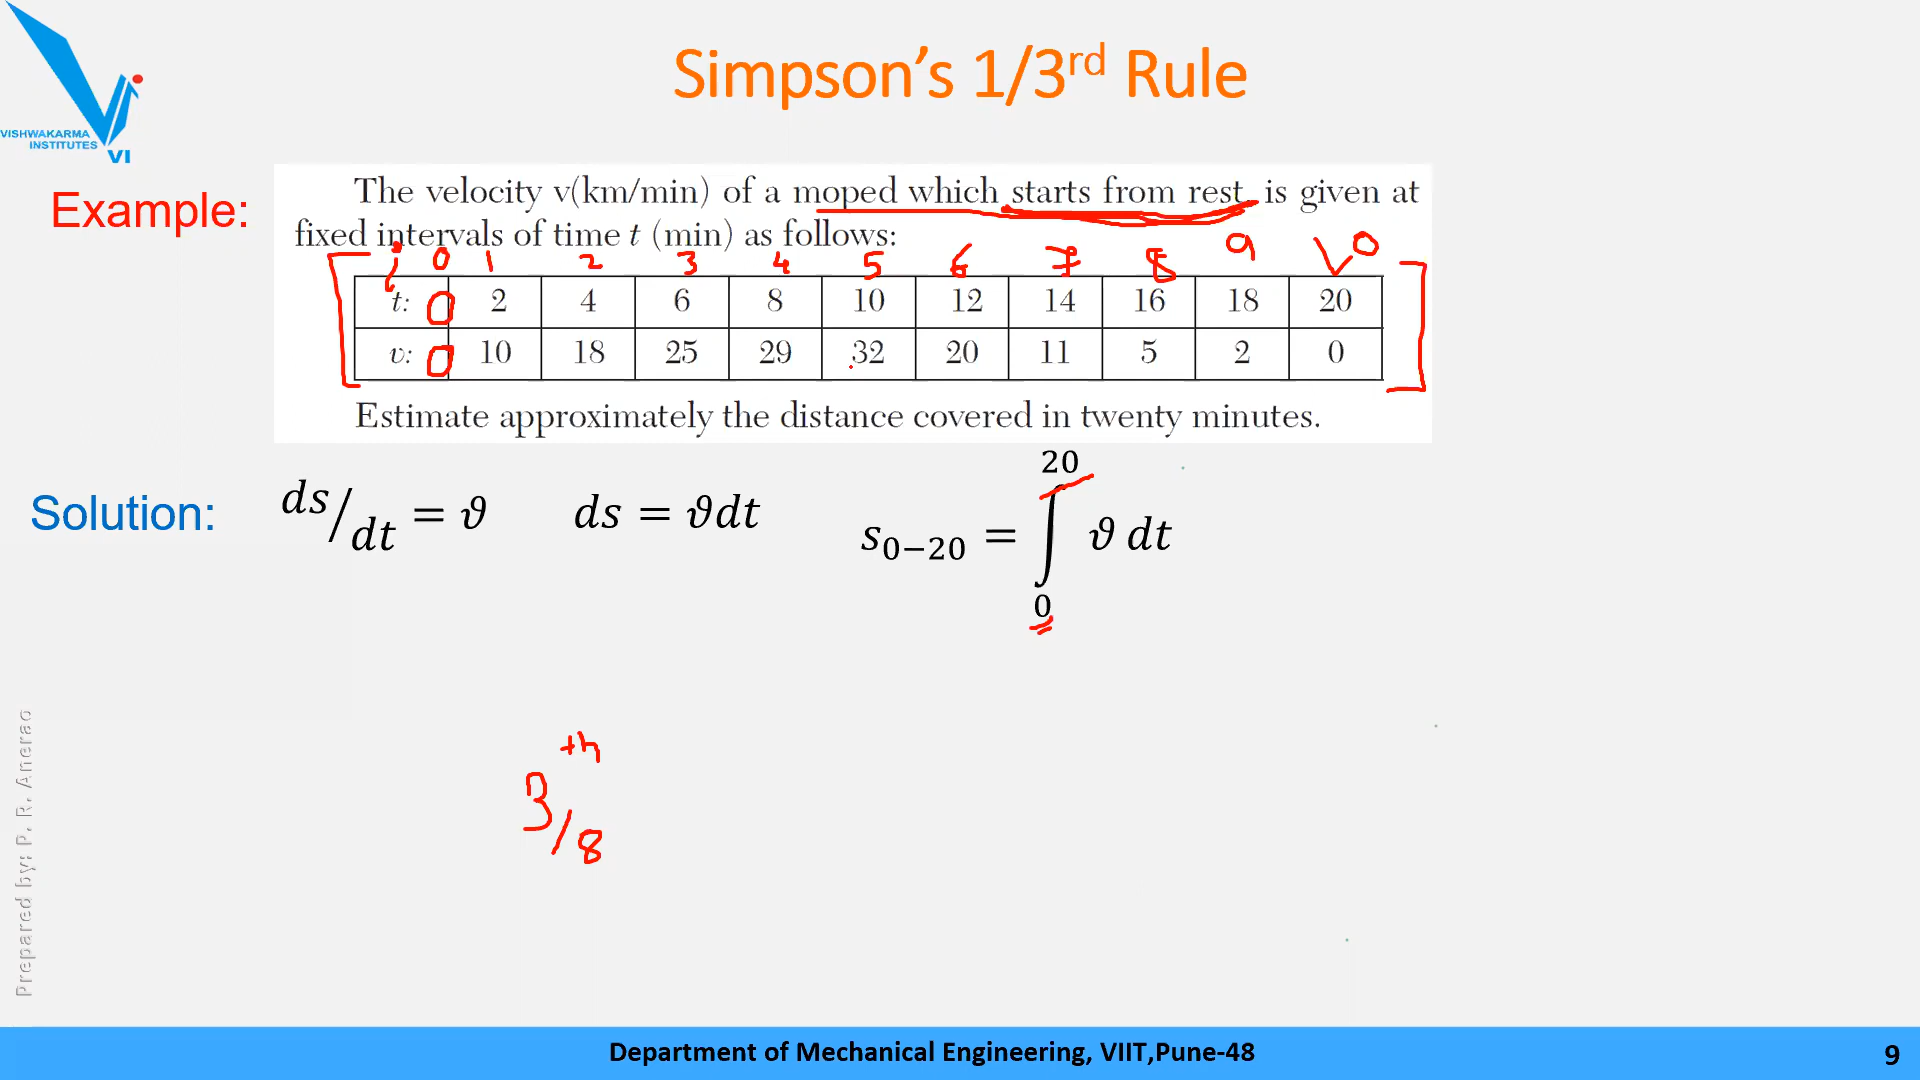 Simpson's 1/3rd Rule
VISHWAKARMA
INSTITUTES
VI
Example:
The velocity v(km/min) of a moped which starts from rest, is given at
fixed intervals of time t (min) as follows:
i 0 1 2 3 4 5 6 7 8 9 10
t: 0 2 4 6 8 10 12 14 16 18 20
v: 0 10 18 25 29 32 20 11 5 2 0
Estimate approximately the distance covered in twenty minutes.
Solution: ds/dt = ϑ ds = ϑdt s₀₋₂₀ = ∫₀²⁰ ϑ dt
3/8 th
Prepared by: P. R. Anerao
Department of Mechanical Engineering, VIIT,Pune-48
9